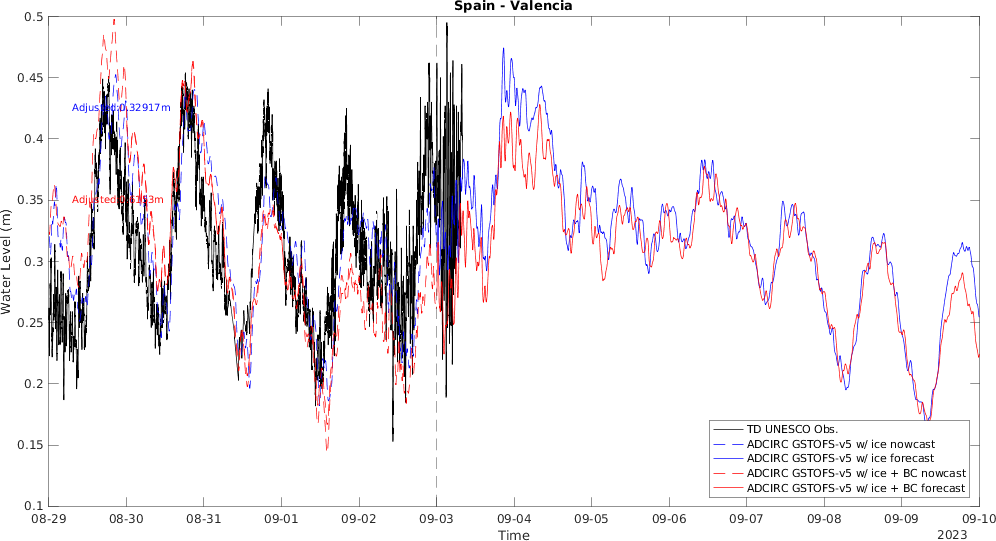 Spain - Valencia
0.5
0.45
0.4
0.35
0.3
0.25
0.2
0.15
0.1
Water Level (m)
Adjusted:0.32917m
TD UNESCO Obs.
ADCIRC GSTOFS-v5 w/ ice nowcast
ADCIRC GSTOFS-v5 w/ ice forecast
ADCIRC GSTOFS-v5 w/ ice + BC nowcast
ADCIRC GSTOFS-v5 w/ ice + BC forecast
08-29 08-30 08-31 09-01 09-02 09-03 09-04 09-05 09-06 09-07 09-08 09-09 09-10
Time
2023